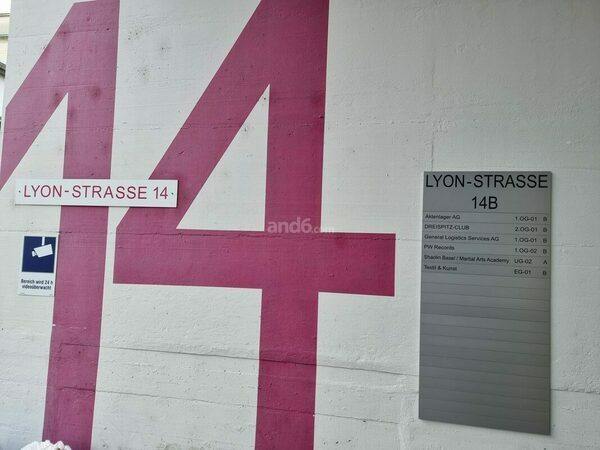 14
LYON-STRASSE 14
Bereich wird 24 h
videoüberwacht
and6.com
LYON-STRASSE
14B
Aktenlager AG 1.OG-01 B
DREISPITZ-CLUB 2.OG-01 B
General Logistics Services AG 1.OG-01 B
PW Records 1.OG-02 B
Shaolin Basel / Martial Arts Academy UG-02 A
Textil & Kunst EG-01 B